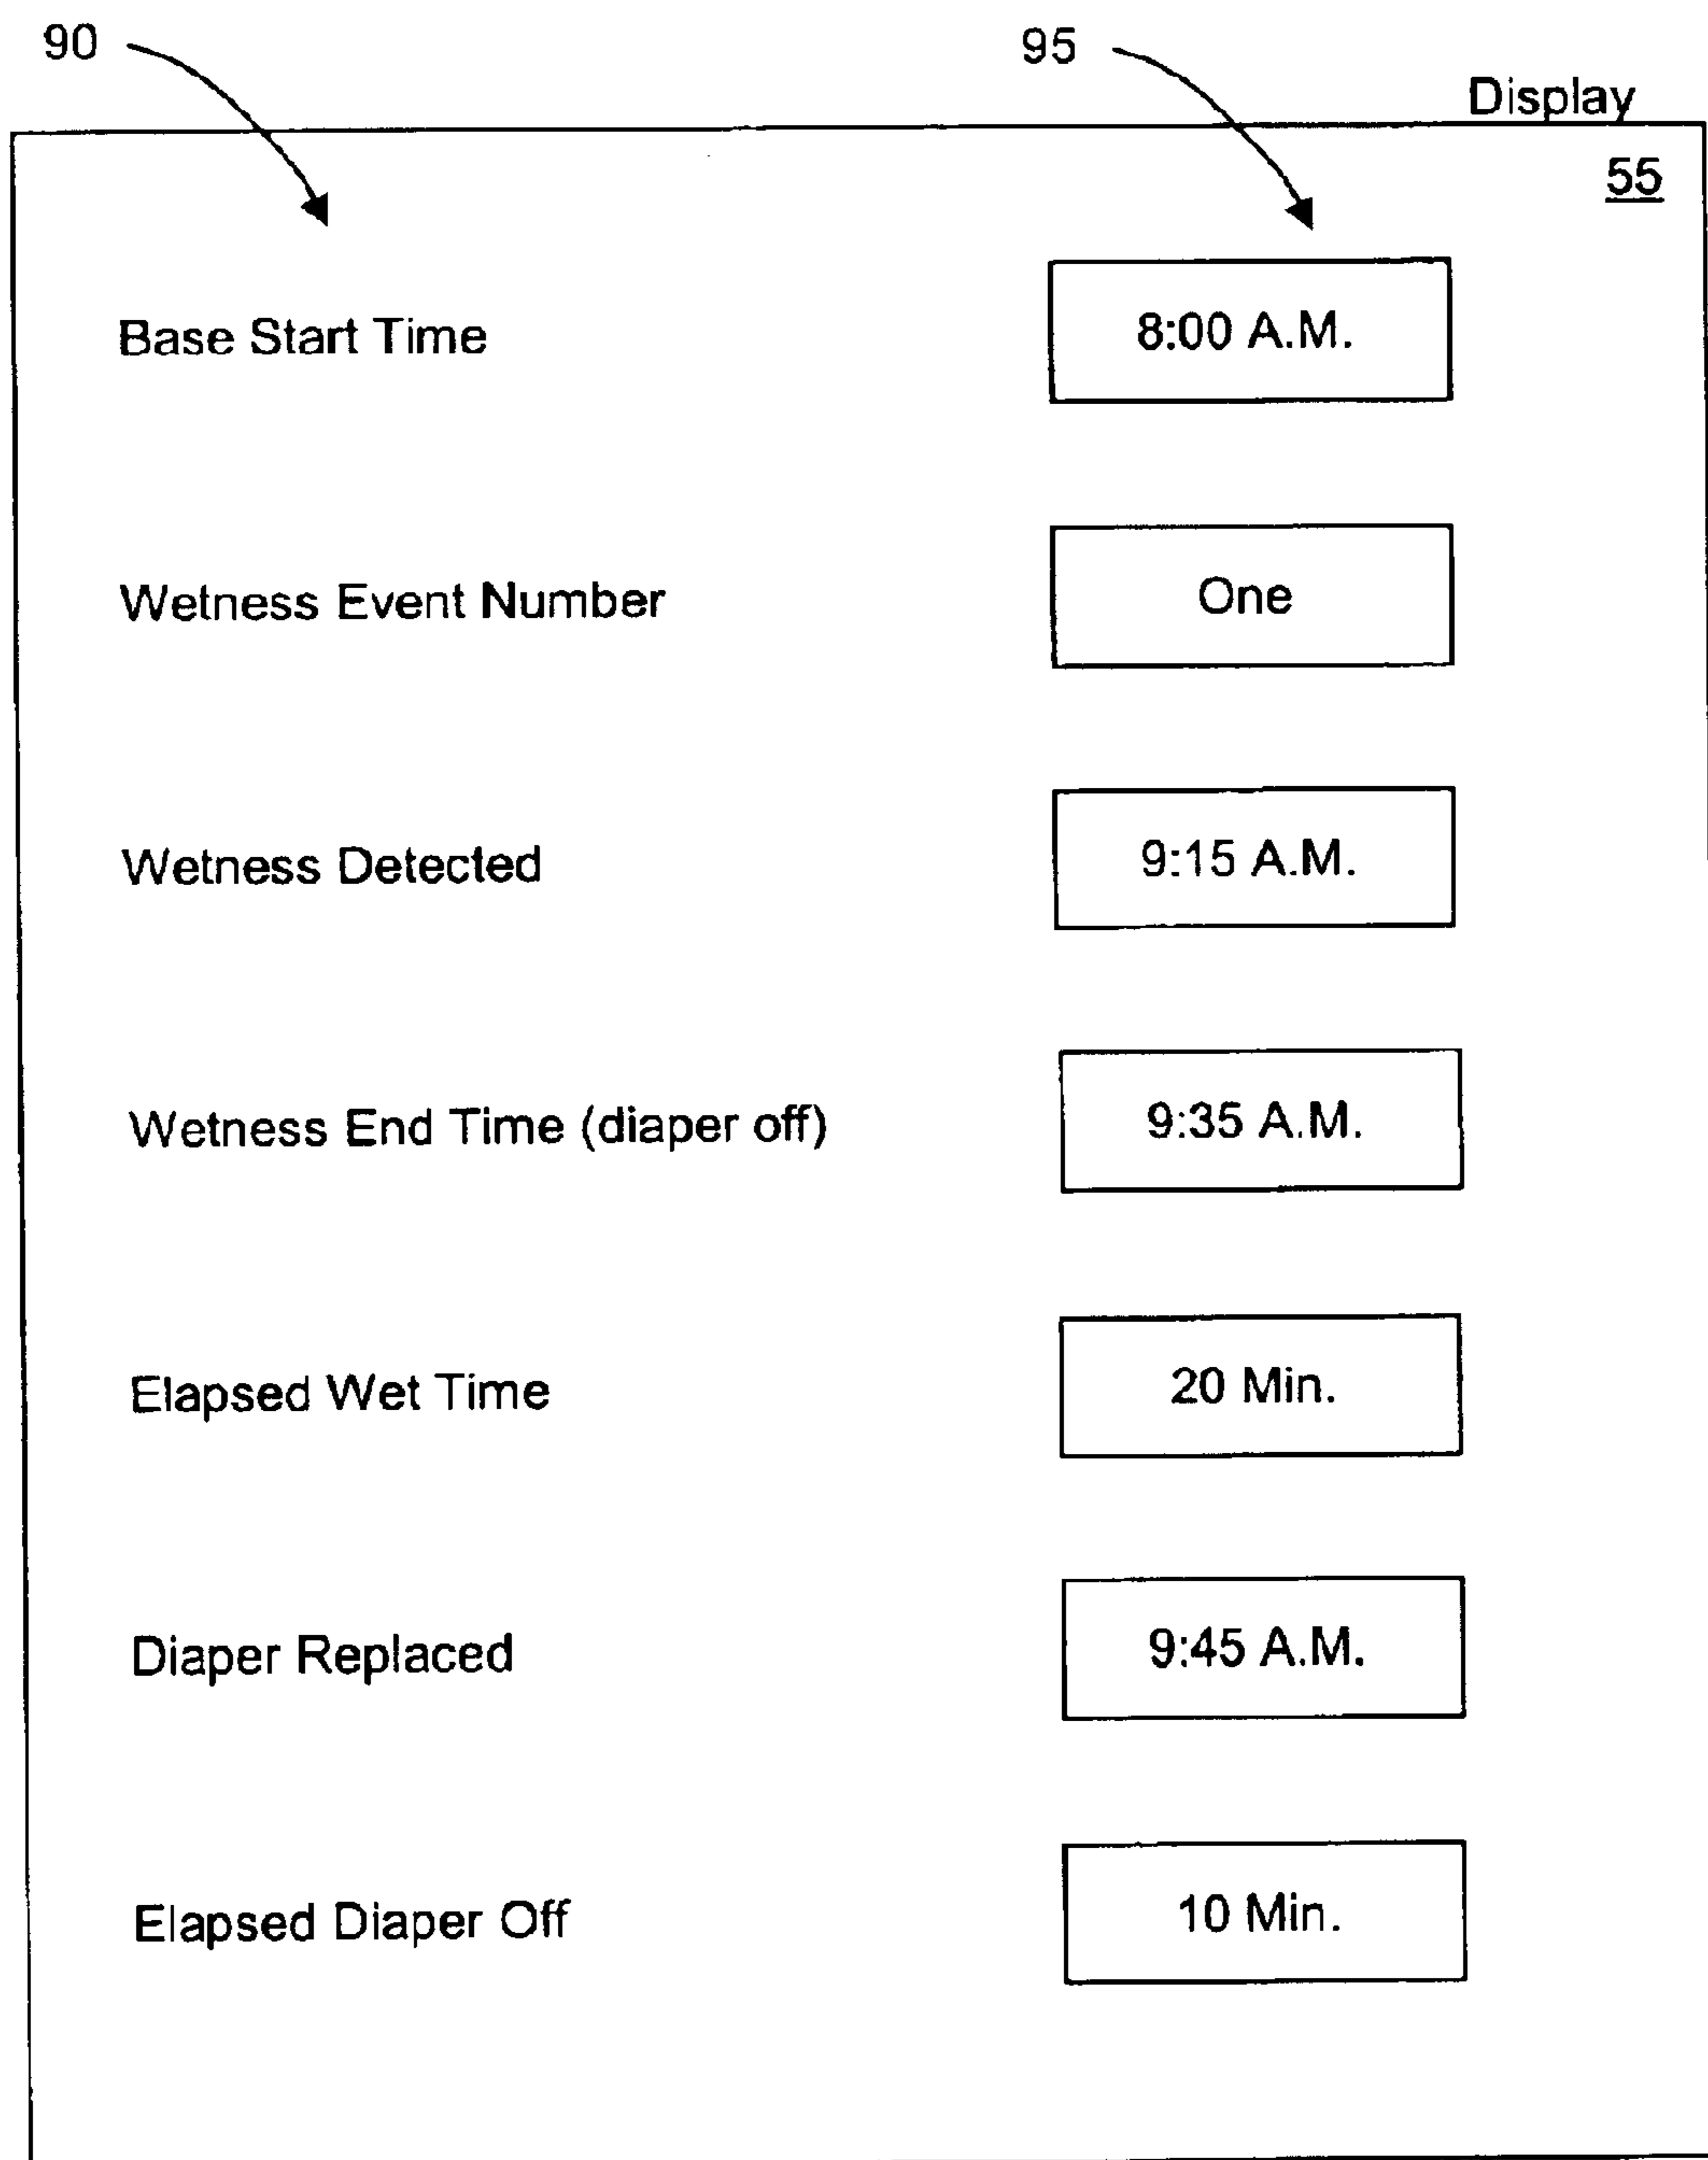 90
95
Display
55
Base Start Time
8:00 A.M.
Wetness Event Number
One
Wetness Detected
9:15 A.M.
Wetness End Time (diaper off)
9:35 A.M.
Elapsed Wet Time
20 Min.
Diaper Replaced
9:45 A.M.
Elapsed Diaper Off
10 Min.